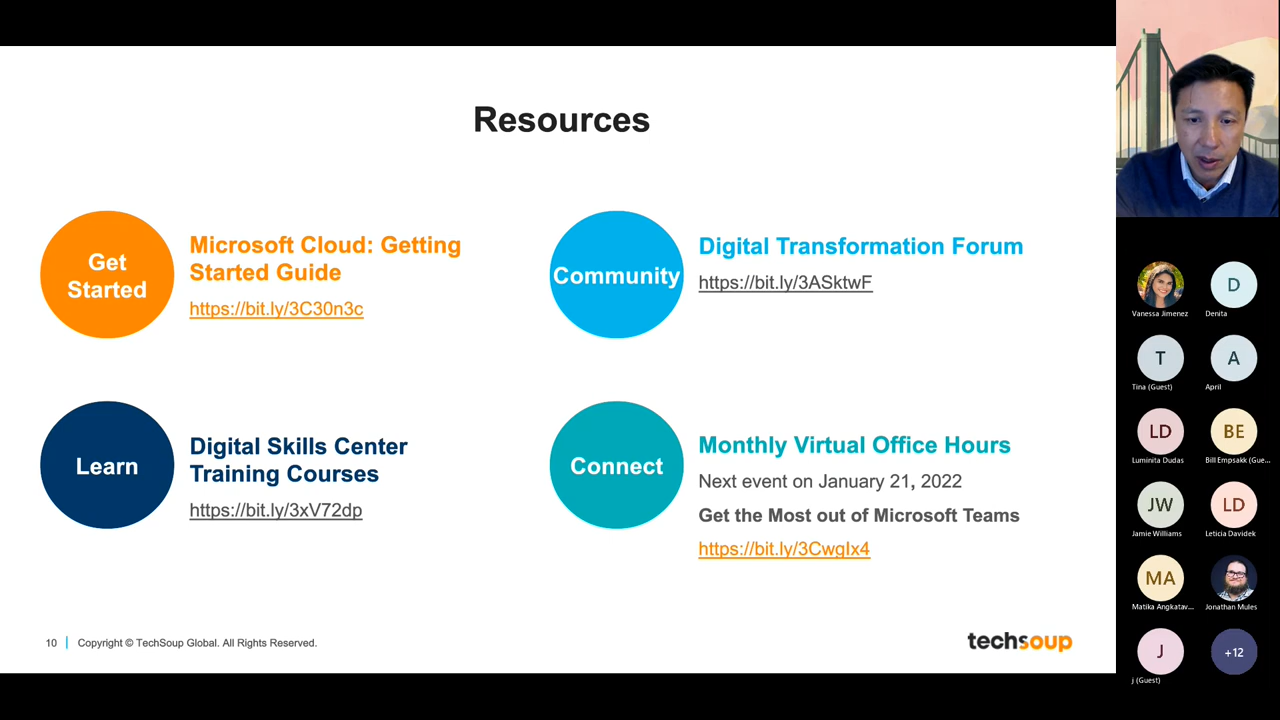 Resources
Get
Started
Microsoft Cloud: Getting
Started Guide
https://bit.ly/3C30n3c
Community
Digital Transformation Forum
https://bit.ly/3ASktwF
Learn
Digital Skills Center
Training Courses
https://bit.ly/3xV72dp
Connect
Monthly Virtual Office Hours
Next event on January 21, 2022
Get the Most out of Microsoft Teams
https://bit.ly/3CwgIx4
10
Copyright © TechSoup Global. All Rights Reserved.
techsoup
Vanessa Jimenez
D
Denita
T
Tina (Guest)
A
April
LD
Luminita Dudas
BE
Bill Empsakk (Gue...
JW
Jamie Williams
LD
Leticia Davidek
MA
Matika Angkatav...
Jonathan Mules
J
j (Guest)
+12